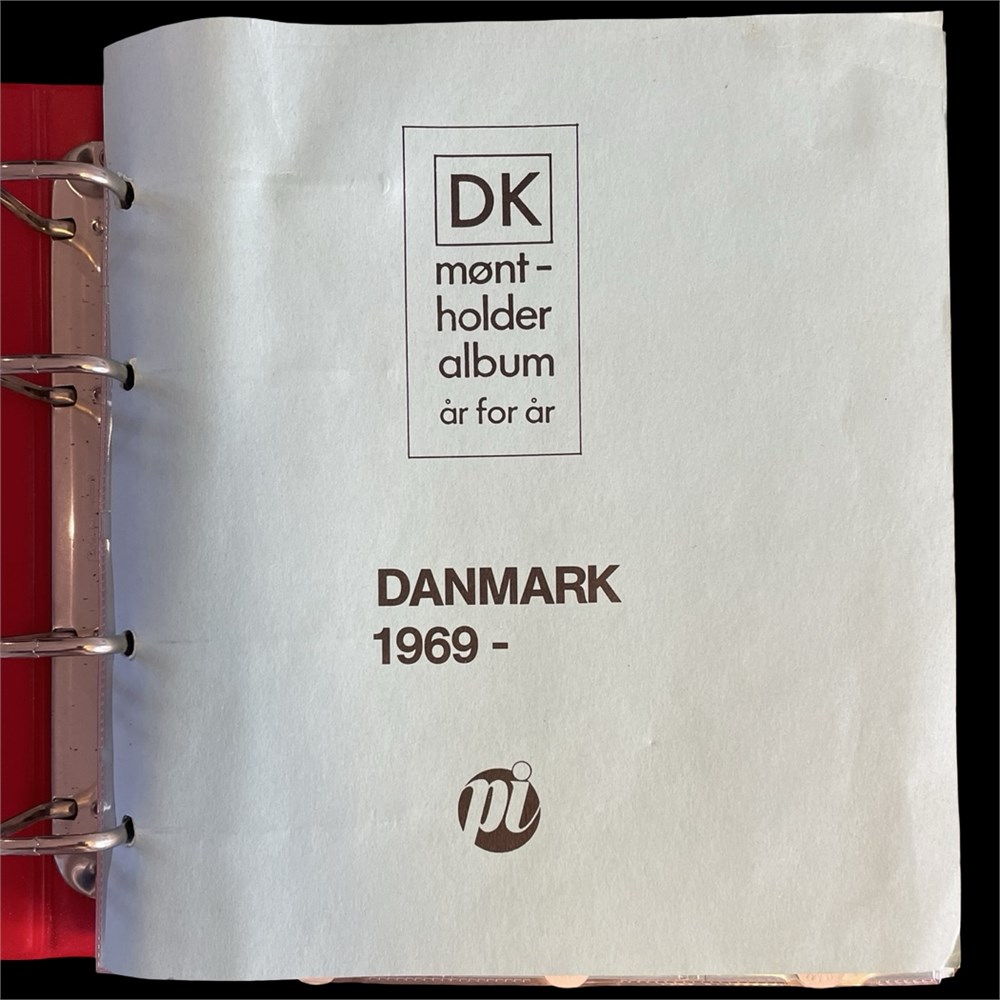 DK
mønt-
holder
album
år for år
DANMARK
1969 -
pi